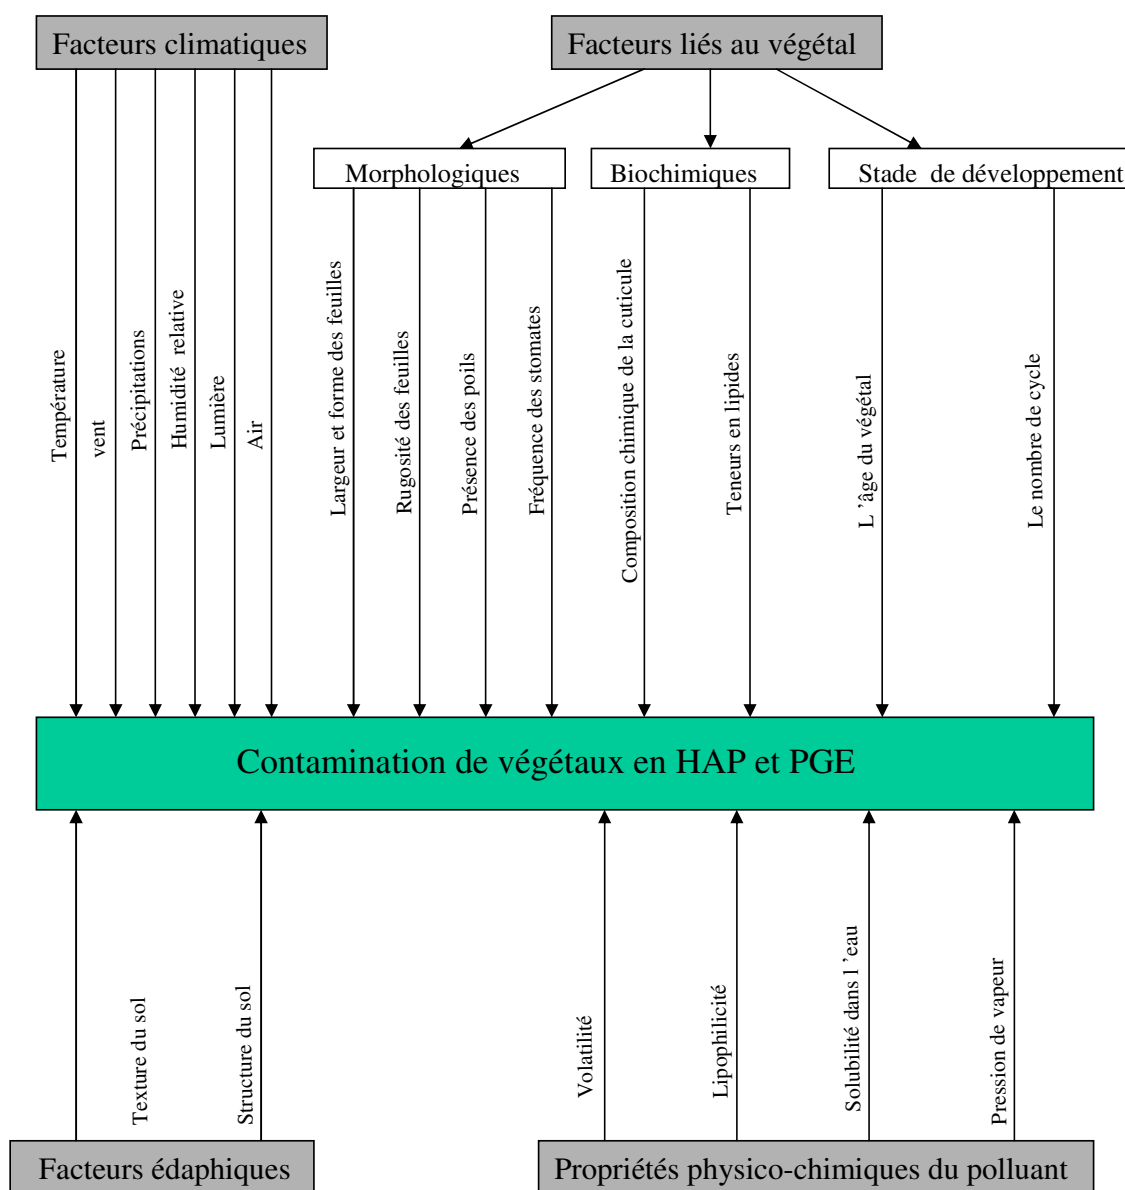 Facteurs climatiques
Facteurs liés au végétal
Morphologiques
Biochimiques
Stade de développement
Température
vent
Précipitations
Humidité relative
Lumière
Air
Largeur et forme des feuilles
Rugosité des feuilles
Présence des poils
Fréquence des stomates
Composition chimique de la cuticule
Teneurs en lipides
L ’âge du végétal
Le nombre de cycle
Contamination de végétaux en HAP et PGE
Texture du sol
Structure du sol
Volatilité
Lipophilicité
Solubilité dans l ’eau
Pression de vapeur
Facteurs édaphiques
Propriétés physico-chimiques du polluant